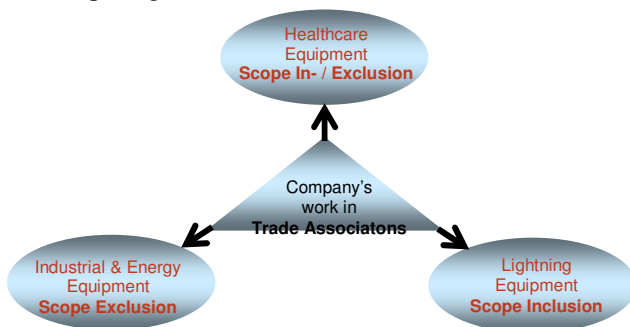 Healthcare
Equipment
Scope In- / Exclusion
Company's
work in
Trade Associatons
Industrial & Energy
Equipment
Scope Exclusion
Lightning
Equipment
Scope Inclusion